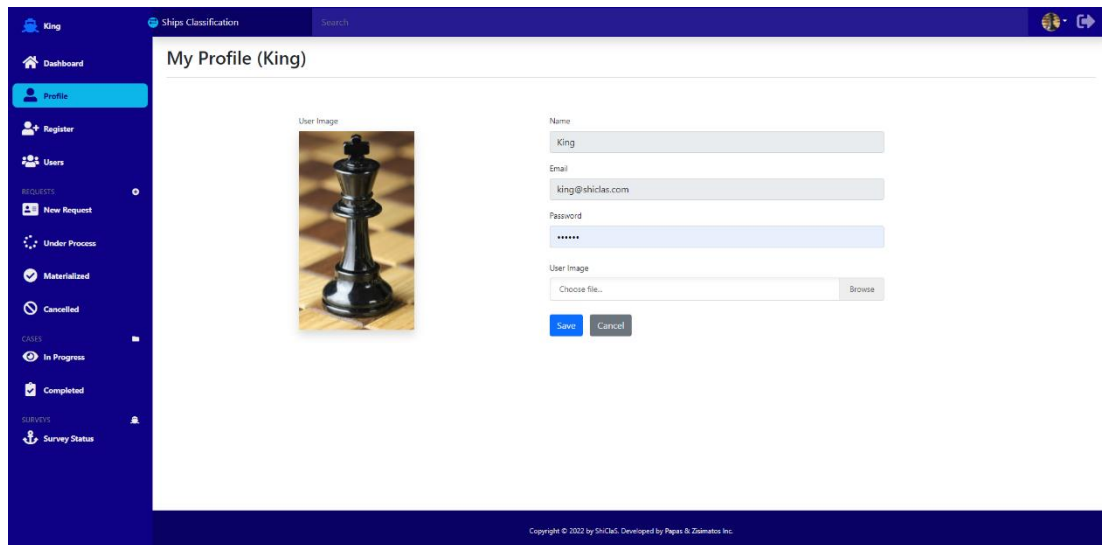 King
Ships Classification
Search
Dashboard
Profile
Register
Users
REQUESTS
New Request
Under Process
Materialized
Cancelled
CASES
In Progress
Completed
SURVEYS
Survey Status
My Profile (King)
User Image
Name
King
Email
king@shiclas.com
Password
••••••
User Image
Choose file...
Browse
Save
Cancel
Copyright © 2022 by ShiClaS. Developed by Papas & Zisimatos Inc.